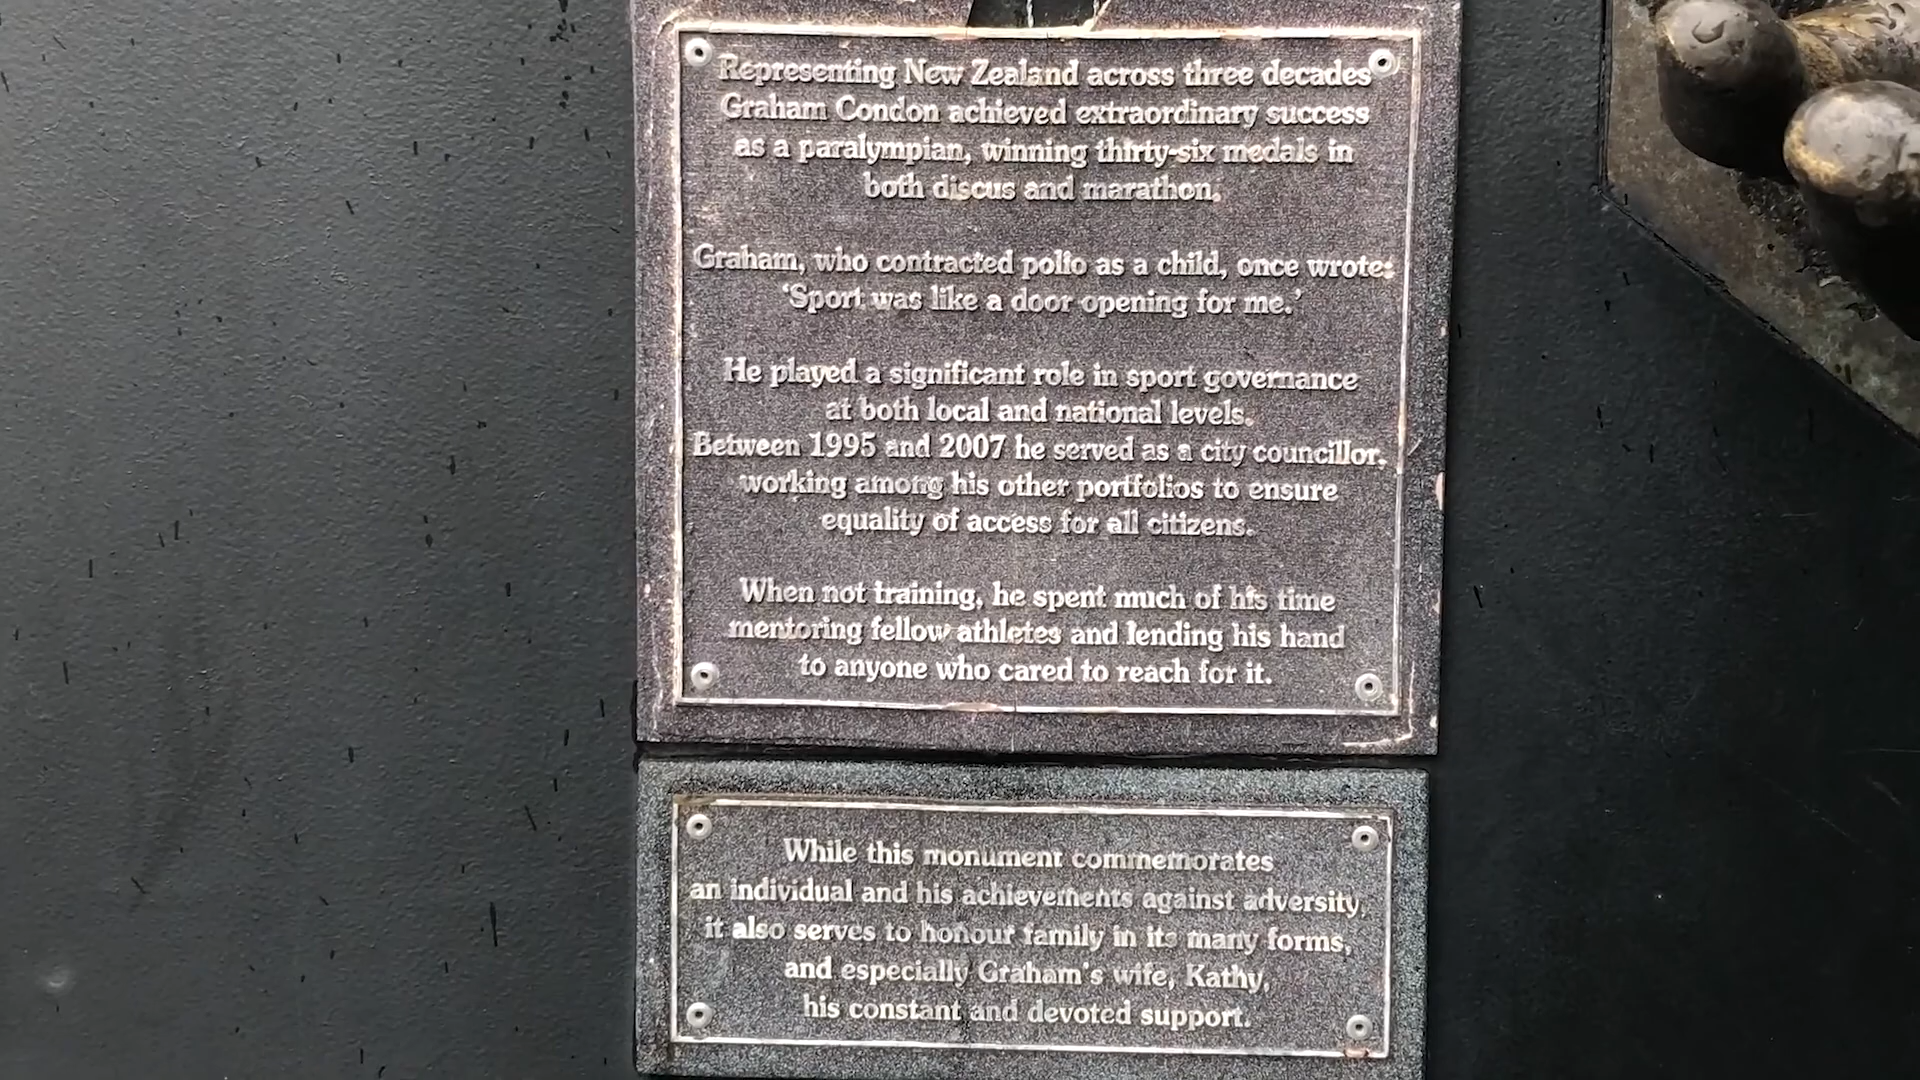 Representing New Zealand across three decades
Graham Condon achieved extraordinary success
as a paralympian, winning thirty-six medals in
both discus and marathon.
Graham, who contracted polio as a child, once wrote:
‘Sport was like a door opening for me.’
He played a significant role in sport governance
at both local and national levels.
Between 1995 and 2007 he served as a city councillor,
working among his other portfolios to ensure
equality of access for all citizens.
When not training, he spent much of his time
mentoring fellow athletes and lending his hand
to anyone who cared to reach for it.
While this monument commemorates
an individual and his achievements against adversity,
it also serves to honour family in its many forms,
and especially Graham's wife, Kathy,
his constant and devoted support.